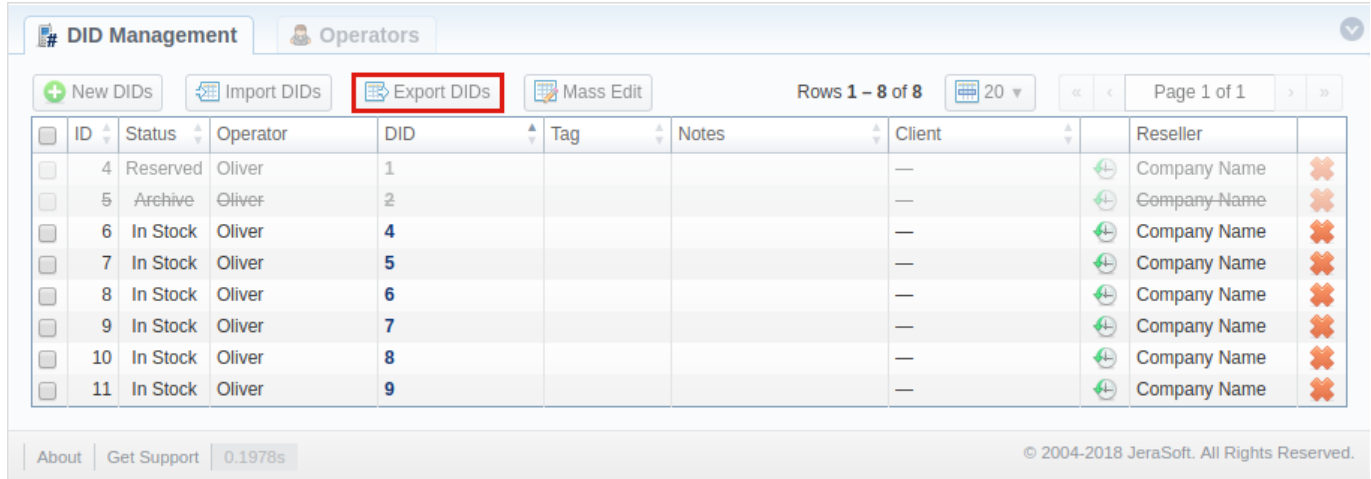 DID Management Operators
New DIDs Import DIDs Export DIDs Mass Edit Rows 1 – 8 of 8 20 « ‹ Page 1 of 1 › »
ID Status Operator DID Tag Notes Client Reseller
4 Reserved Oliver 1 — Company Name
5 Archive Oliver 2 — Company Name
6 In Stock Oliver 4 — Company Name
7 In Stock Oliver 5 — Company Name
8 In Stock Oliver 6 — Company Name
9 In Stock Oliver 7 — Company Name
10 In Stock Oliver 8 — Company Name
11 In Stock Oliver 9 — Company Name
About Get Support 0.1978s © 2004-2018 JeraSoft. All Rights Reserved.